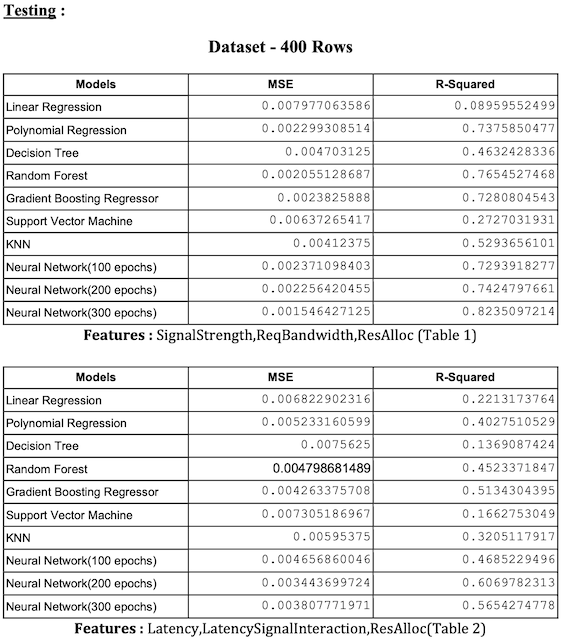 Testing :
Dataset - 400 Rows
Models MSE R-Squared
Linear Regression 0.007977063586 0.08959552499
Polynomial Regression 0.002299308514 0.7375850477
Decision Tree 0.004703125 0.4632428336
Random Forest 0.002055128687 0.7654527468
Gradient Boosting Regressor 0.0023825888 0.7280804543
Support Vector Machine 0.00637265417 0.2727031931
KNN 0.00412375 0.5293656101
Neural Network(100 epochs) 0.002371098403 0.7293918277
Neural Network(200 epochs) 0.002256420455 0.7424797661
Neural Network(300 epochs) 0.001546427125 0.8235097214
Features : SignalStrength,ReqBandwidth,ResAlloc (Table 1)
Models MSE R-Squared
Linear Regression 0.006822902316 0.2213173764
Polynomial Regression 0.005233160599 0.4027510529
Decision Tree 0.0075625 0.1369087424
Random Forest 0.004798681489 0.4523371847
Gradient Boosting Regressor 0.004263375708 0.5134304395
Support Vector Machine 0.007305186967 0.1662753049
KNN 0.00595375 0.3205117917
Neural Network(100 epochs) 0.004656860046 0.4685229496
Neural Network(200 epochs) 0.003443699724 0.6069782313
Neural Network(300 epochs) 0.003807771971 0.5654274778
Features : Latency,LatencySignalInteraction,ResAlloc(Table 2)